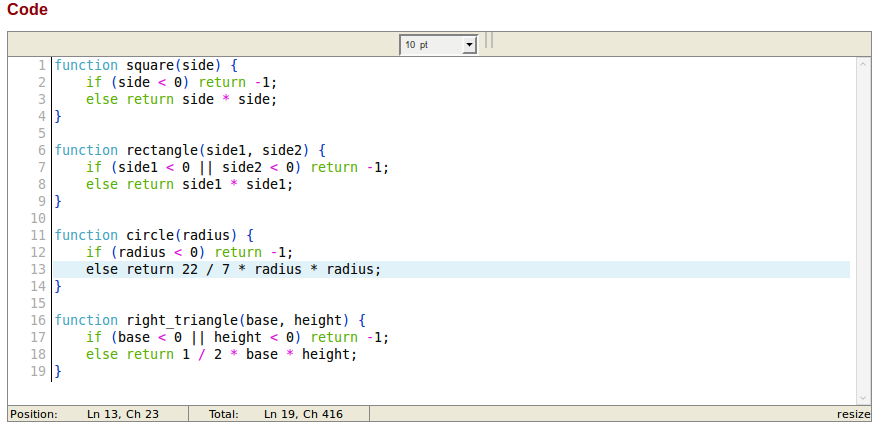 Code
10 pt
1 function square(side) {
2     if (side < 0) return -1;
3     else return side * side;
4 }
5
6 function rectangle(side1, side2) {
7     if (side1 < 0 || side2 < 0) return -1;
8     else return side1 * side1;
9 }
10
11 function circle(radius) {
12     if (radius < 0) return -1;
13     else return 22 / 7 * radius * radius;
14 }
15
16 function right_triangle(base, height) {
17     if (base < 0 || height < 0) return -1;
18     else return 1 / 2 * base * height;
19 }
Position: Ln 13, Ch 23 Total: Ln 19, Ch 416 resize